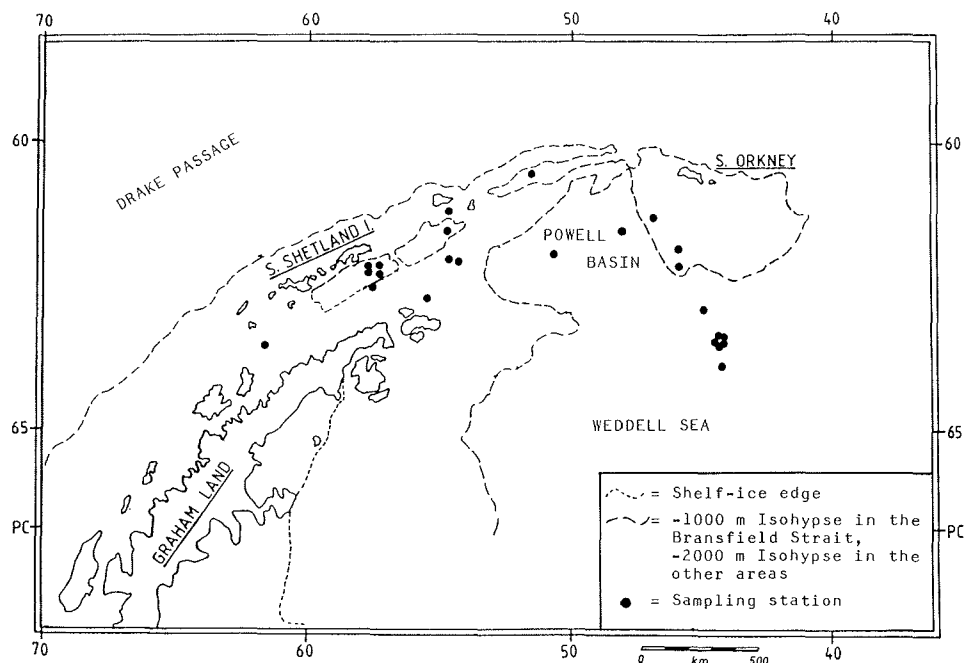 70 60 50 40
60 60
DRAKE PASSAGE
S. ORKNEY
S. SHETLAND I.
POWELL
BASIN
65 65
WEDDELL SEA
GRAHAM LAND
PC PC
= Shelf-ice edge
= -1000 m Isohypse in the
Bransfield Strait,
-2000 m Isohypse in the
other areas
= Sampling station
70 60 50 40
0 km 500